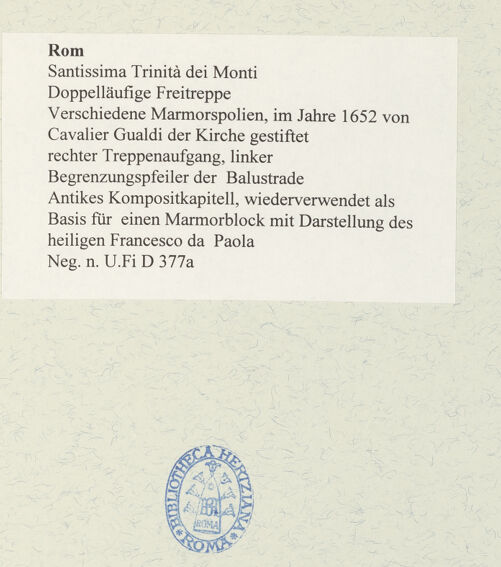 Rom
Santissima Trinità dei Monti
Doppelläufige Freitreppe
Verschiedene Marmorspolien, im Jahre 1652 von
Cavalier Gualdi der Kirche gestiftet
rechter Treppenaufgang, linker
Begrenzungspfeiler der  Balustrade
Antikes Kompositkapitell, wiederverwendet als
Basis für  einen Marmorblock mit Darstellung des
heiligen Francesco da  Paola
Neg. n. U.Fi D 377a
*BIBLIOTHECA HERTZIANA*
ROMA
ROMA